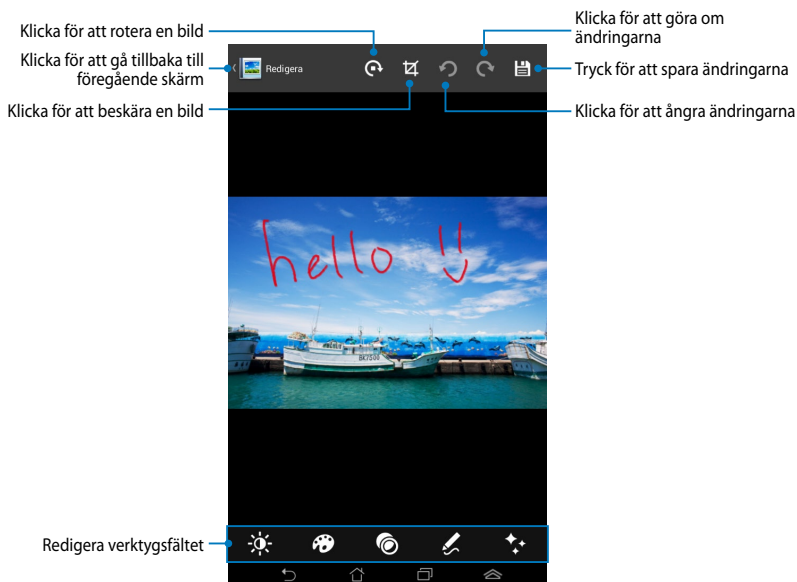 Klicka för att rotera en bild
Klicka för att gå tillbaka till
föregående skärm
Klicka för att beskära en bild
Klicka för att göra om
ändringarna
Tryck för att spara ändringarna
Klicka för att ångra ändringarna
Redigera
hello !!
BK7500
Redigera verktygsfältet